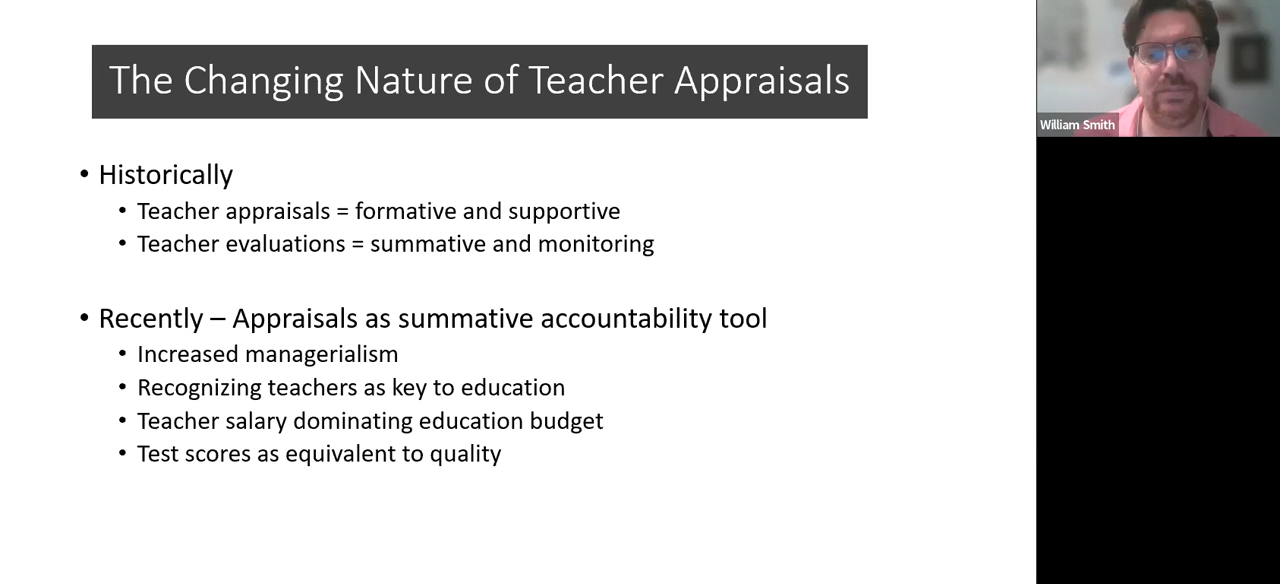 The Changing Nature of Teacher Appraisals
• Historically
• Teacher appraisals = formative and supportive
• Teacher evaluations = summative and monitoring
• Recently – Appraisals as summative accountability tool
• Increased managerialism
• Recognizing teachers as key to education
• Teacher salary dominating education budget
• Test scores as equivalent to quality
William Smith